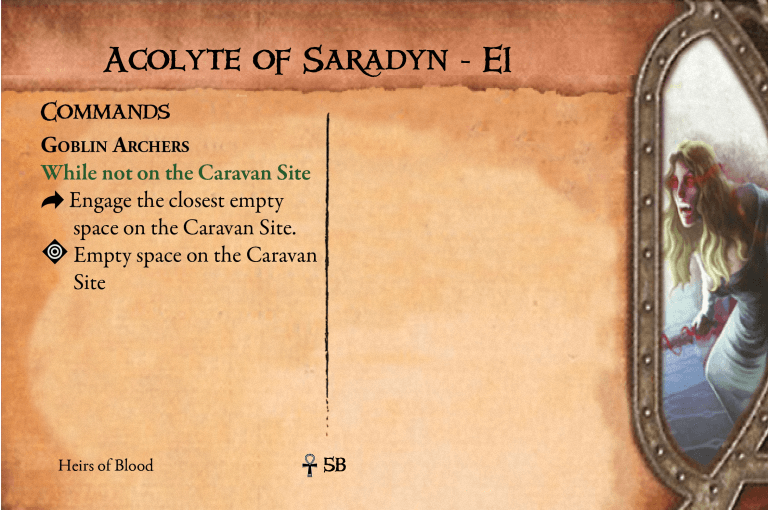 Acolyte of Saradyn - E1
Commands
Goblin Archers
While not on the Caravan Site
Engage the closest empty
space on the Caravan Site.
Empty space on the Caravan
Site
Heirs of Blood
5B